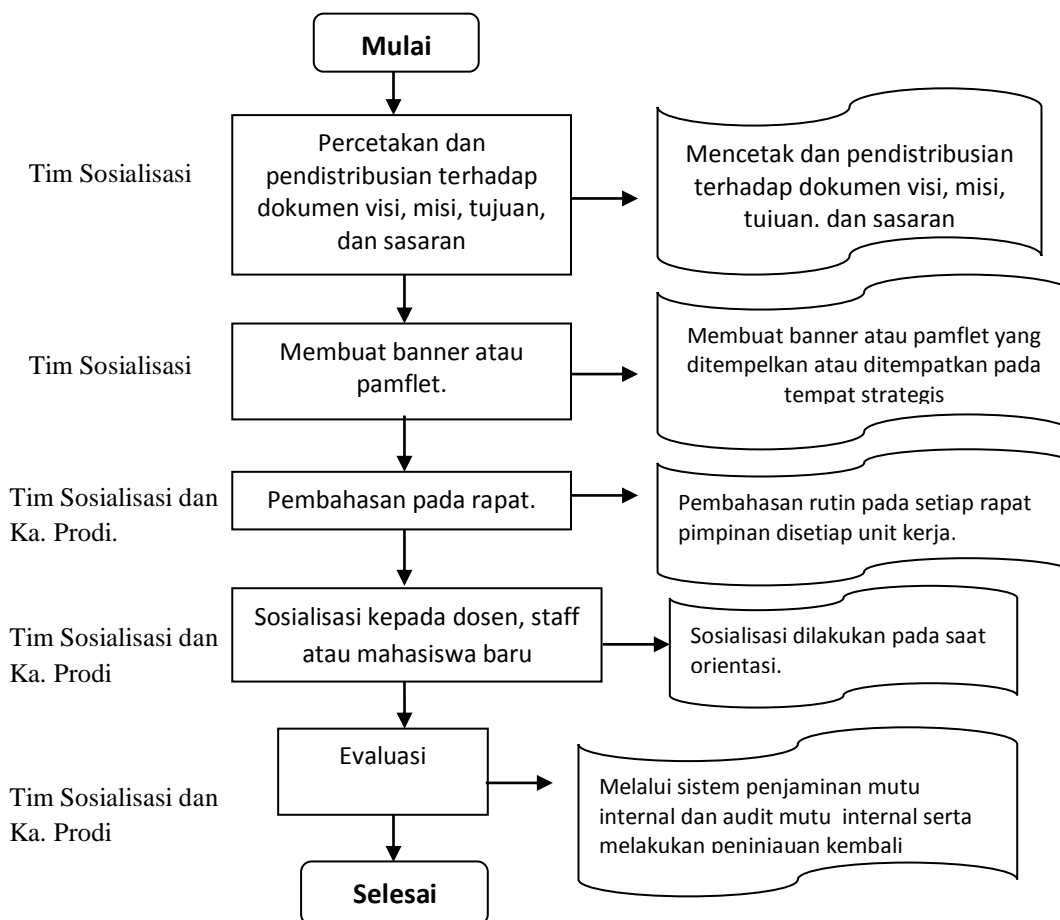 Mulai
Tim Sosialisasi
Percetakan dan
pendistribusian terhadap
dokumen visi, misi, tujuan,
dan sasaran
Mencetak dan pendistribusian
terhadap dokumen visi, misi,
tujuan. dan sasaran
Tim Sosialisasi
Membuat banner atau
pamflet.
Membuat banner atau pamflet yang
ditempelkan atau ditempatkan pada
tempat strategis
Tim Sosialisasi dan
Ka. Prodi.
Pembahasan pada rapat.
Pembahasan rutin pada setiap rapat
pimpinan disetiap unit kerja.
Tim Sosialisasi dan
Ka. Prodi
Sosialisasi kepada dosen, staff
atau mahasiswa baru
Sosialisasi dilakukan pada saat
orientasi.
Tim Sosialisasi dan
Ka. Prodi
Evaluasi
Melalui sistem penjaminan mutu
internal dan audit mutu internal serta
melakukan peninjauan kembali
Selesai